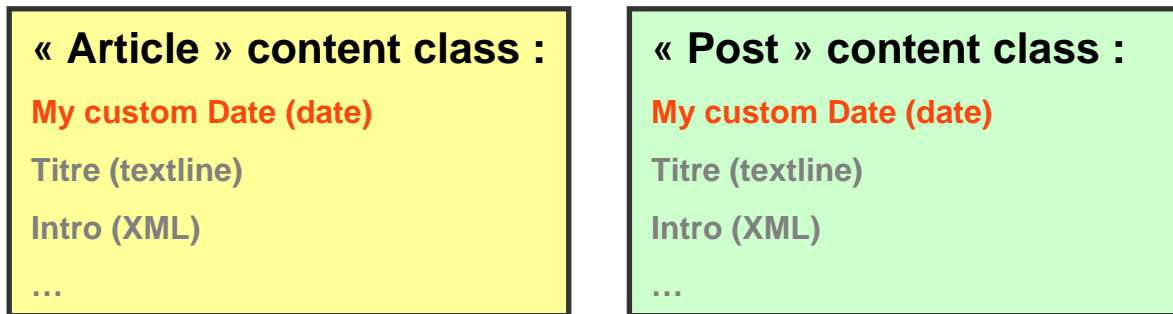 « Article » content class :
My custom Date (date)
Titre (textline)
Intro (XML)
…
« Post » content class :
My custom Date (date)
Titre (textline)
Intro (XML)
…